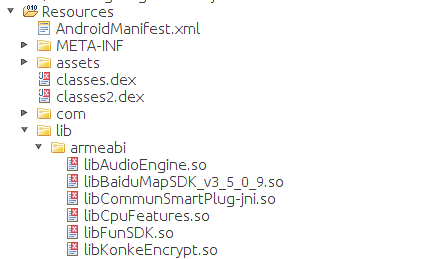 Resources
AndroidManifest.xml
META-INF
assets
classes.dex
classes2.dex
com
lib
armeabi
libAudioEngine.so
libBaiduMapSDK_v3_5_0_9.so
libCommunSmartPlug-jni.so
libCpuFeatures.so
libFunSDK.so
libKonkeEncrypt.so